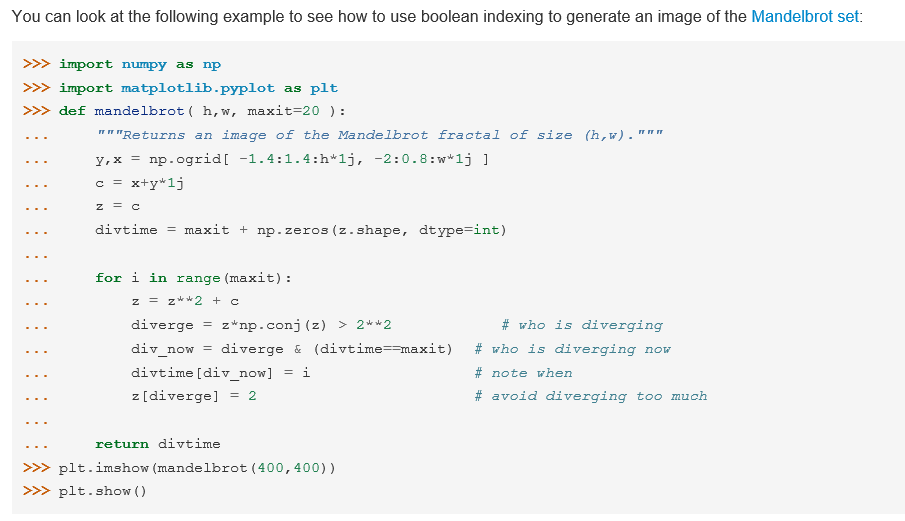 You can look at the following example to see how to use boolean indexing to generate an image of the Mandelbrot set:
>>> import numpy as np
>>> import matplotlib.pyplot as plt
>>> def mandelbrot( h,w, maxit=20 ):
...     """Returns an image of the Mandelbrot fractal of size (h,w)."""
...     y,x = np.ogrid[ -1.4:1.4:h*1j, -2:0.8:w*1j ]
...     c = x+y*1j
...     z = c
...     divtime = maxit + np.zeros(z.shape, dtype=int)
...
...     for i in range(maxit):
...         z = z**2 + c
...         diverge = z*np.conj(z) > 2**2            # who is diverging
...         div_now = diverge & (divtime==maxit)  # who is diverging now
...         divtime[div_now] = i                  # note when
...         z[diverge] = 2                        # avoid diverging too much
...
...     return divtime
>>> plt.imshow(mandelbrot(400,400))
>>> plt.show()